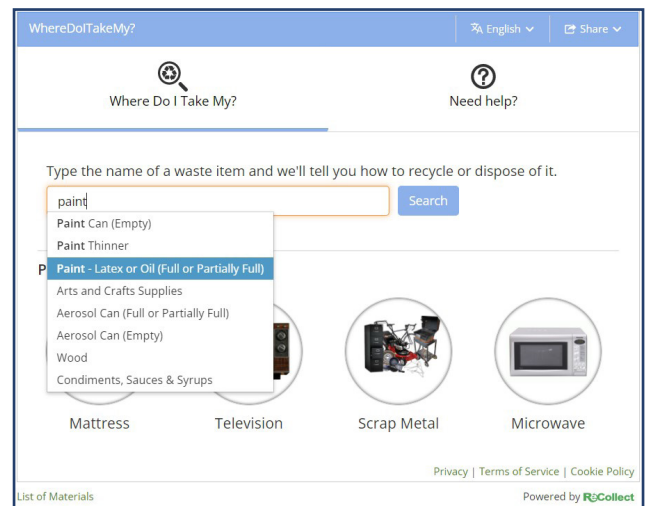 WhereDoITakeMy?
English
Share
Where Do I Take My?
Need help?
Type the name of a waste item and we'll tell you how to recycle or dispose of it.
paint
Search
Paint Can (Empty)
Paint Thinner
P
Paint - Latex or Oil (Full or Partially Full)
Arts and Crafts Supplies
Aerosol Can (Full or Partially Full)
Aerosol Can (Empty)
Wood
Condiments, Sauces & Syrups
Mattress Television Scrap Metal Microwave
Privacy | Terms of Service | Cookie Policy
List of Materials
Powered by ReCollect